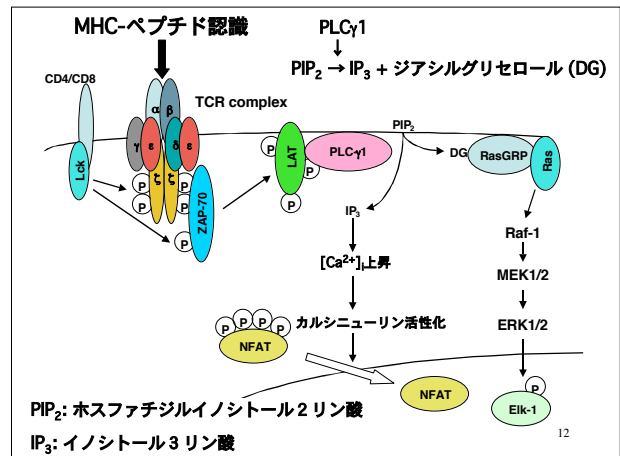 MHC-ペプチド認識
PLCγ1
↓
PIP2 → IP3 + ジアシルグリセロール (DG)
CD4/CD8
TCR complex
α β
γ ε δ ε
ζ ζ
Lck
P P
P P
P
ZAP-70
P
LAT
P
P
PLCγ1
PIP2
DG
RasGRP
Ras
IP3
Raf-1
[Ca2+]i上昇
MEK1/2
P P P P
NFAT
カルシニューリン活性化
ERK1/2
NFAT
P
Elk-1
PIP2: ホスファチジルイノシトール２リン酸
IP3: イノシトール３リン酸
12